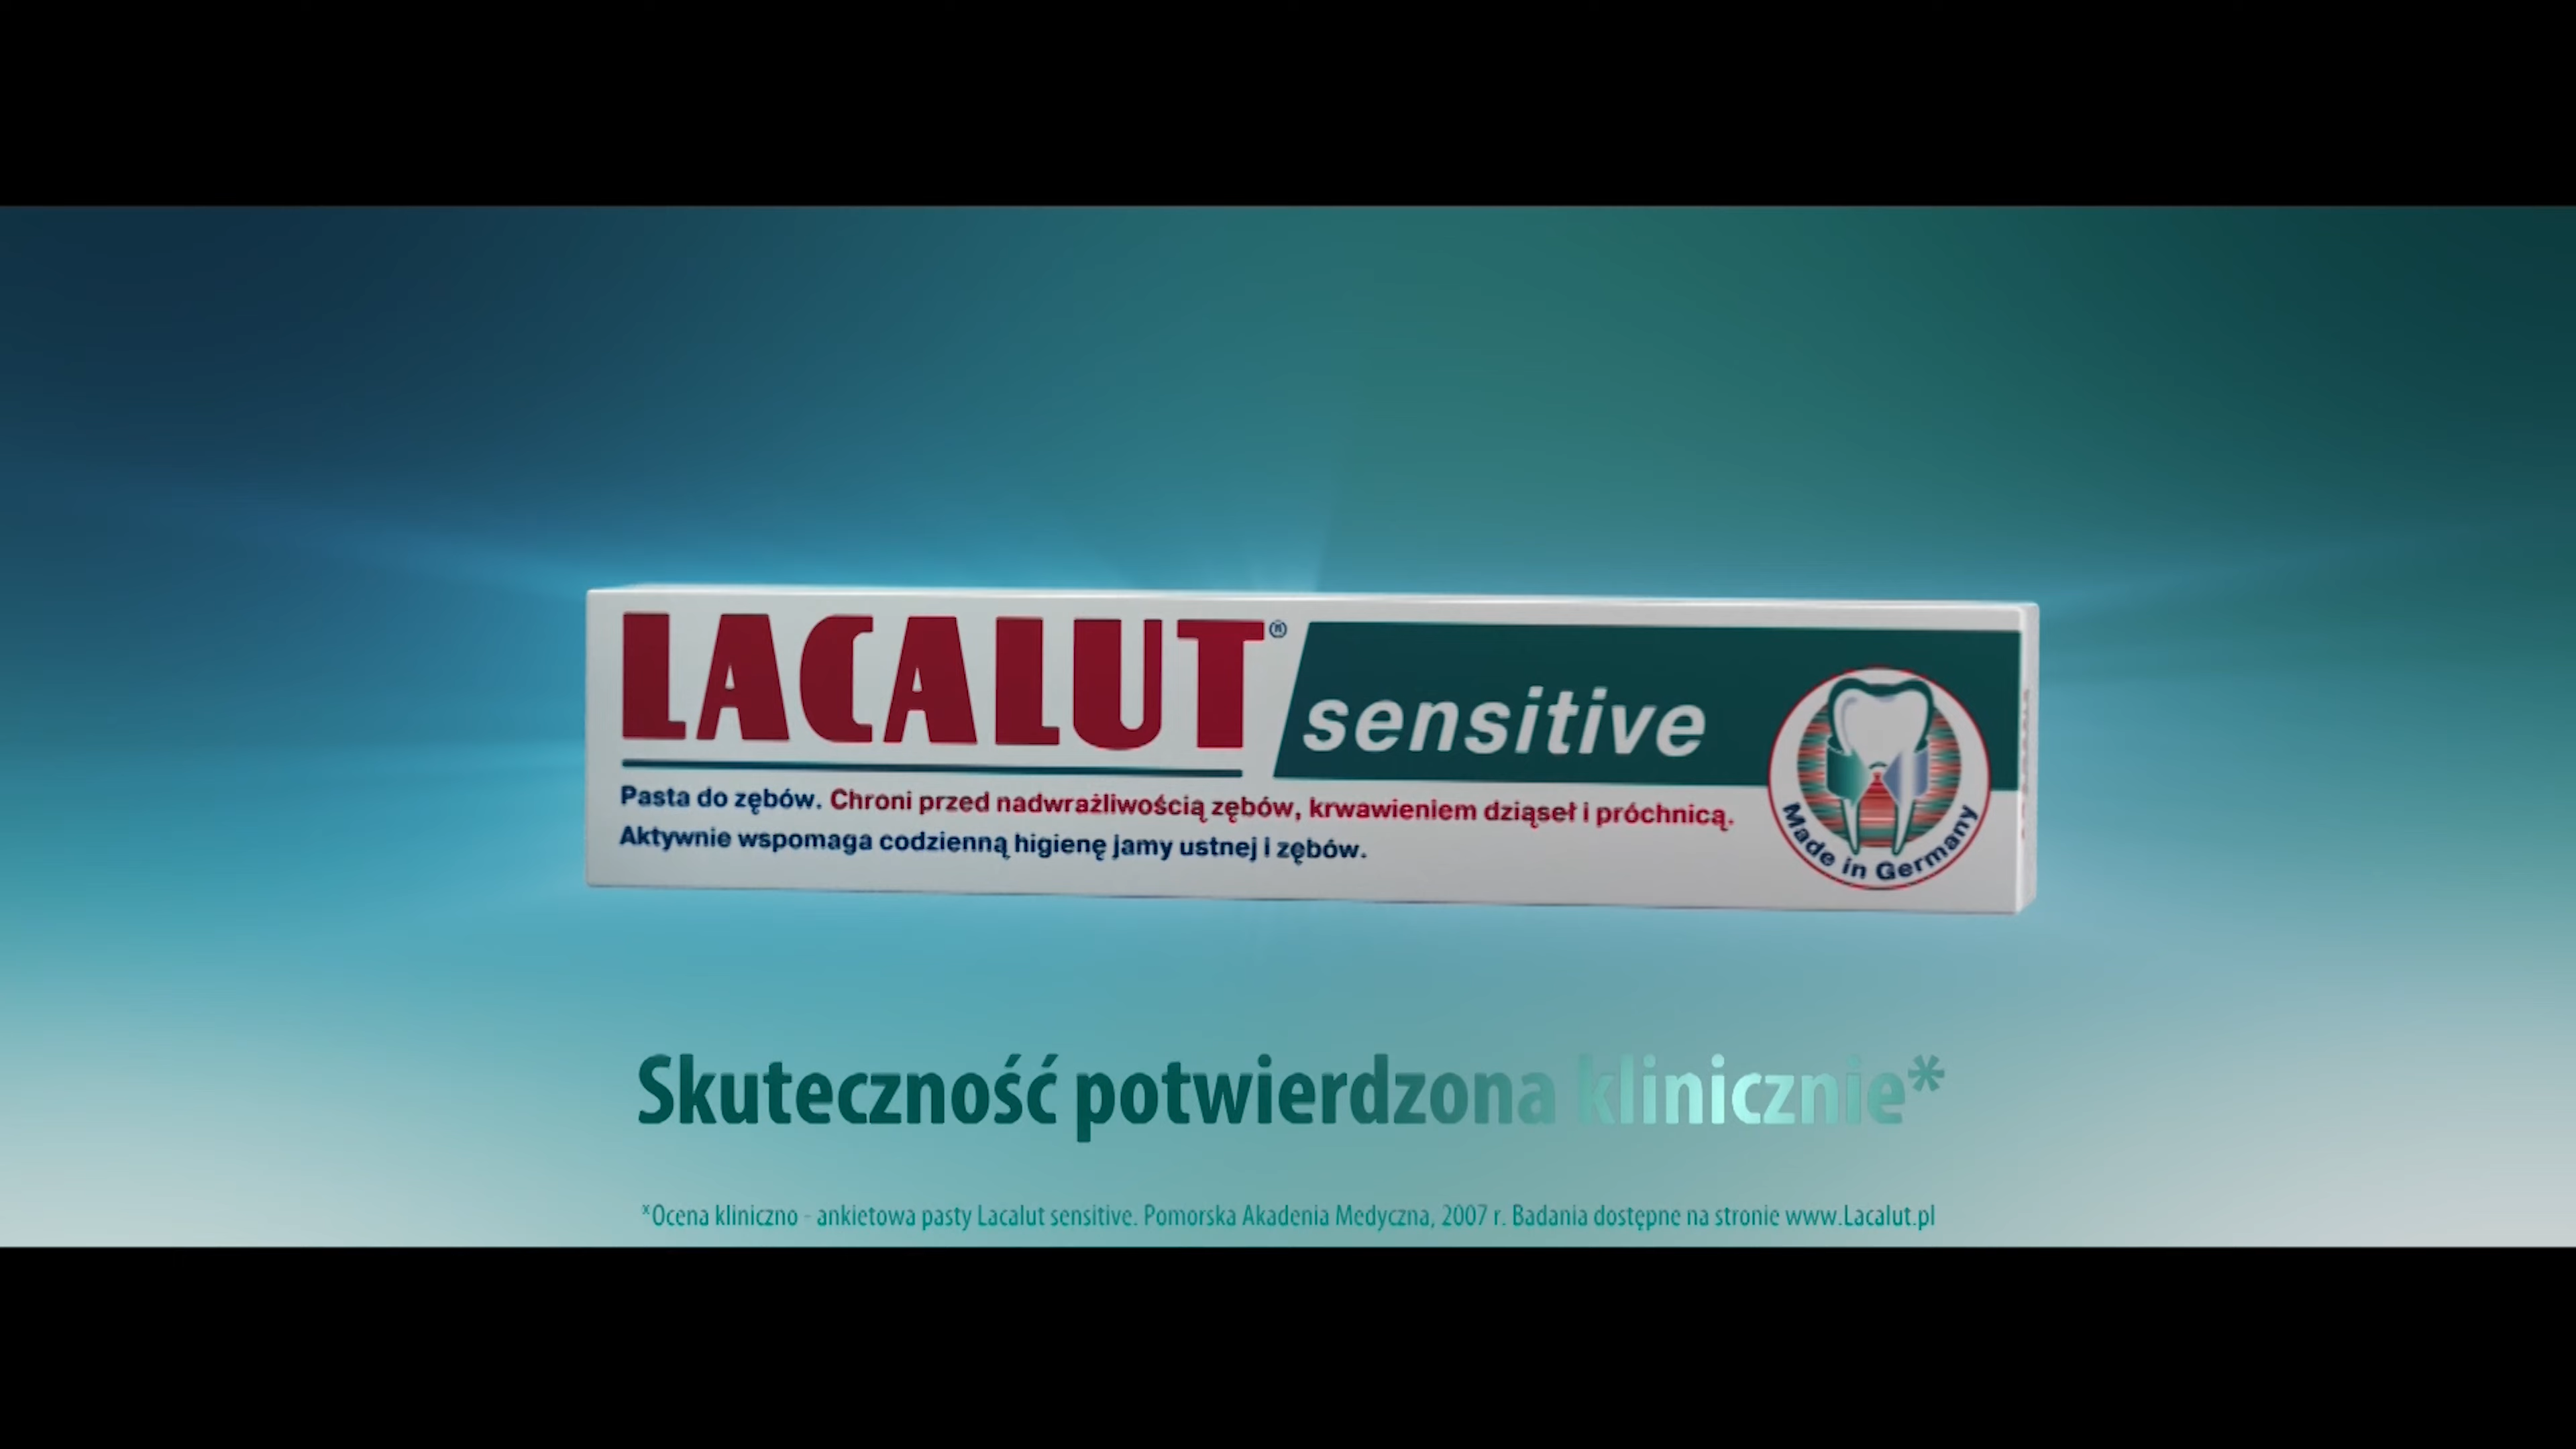 LACALUT® sensitive
Pasta do zębów. Chroni przed nadwrażliwością zębów, krwawieniem dziąseł i próchnicą.
Aktywnie wspomaga codzienną higienę jamy ustnej i zębów.
Made in Germany
Skuteczność potwierdzona klinicznie*
*Ocena kliniczno - ankietowa pasty Lacalut sensitive. Pomorska Akadenia Medyczna, 2007 r. Badania dostępne na stronie www.Lacalut.pl